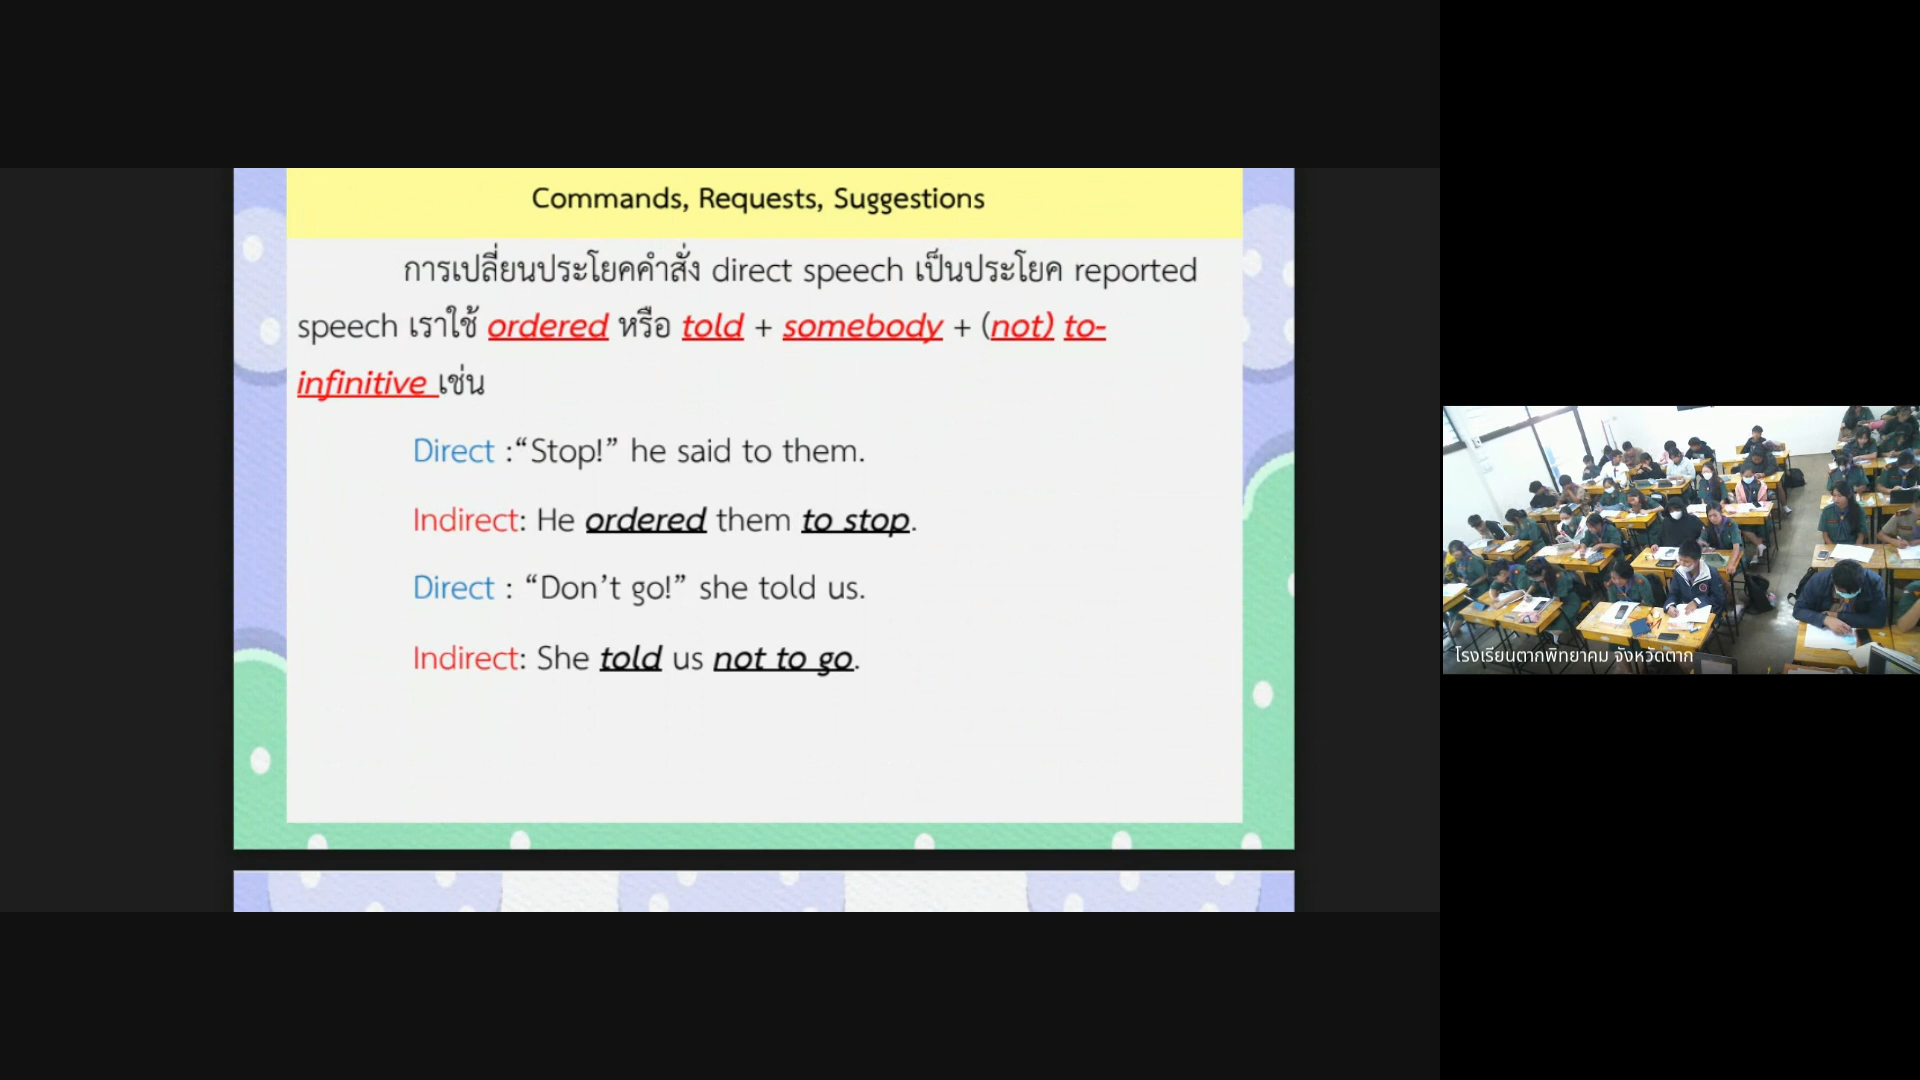 Commands, Requests, Suggestions
การเปลี่ยนประโยคคำสั่ง direct speech เป็นประโยค reported
speech เราใช้ ordered หรือ told + somebody + (not) to-
infinitive เช่น
Direct :“Stop!” he said to them.
Indirect: He ordered them to stop.
Direct : “Don’t go!” she told us.
Indirect: She told us not to go.
โรงเรียนตากพิทยาคม จังหวัดตาก